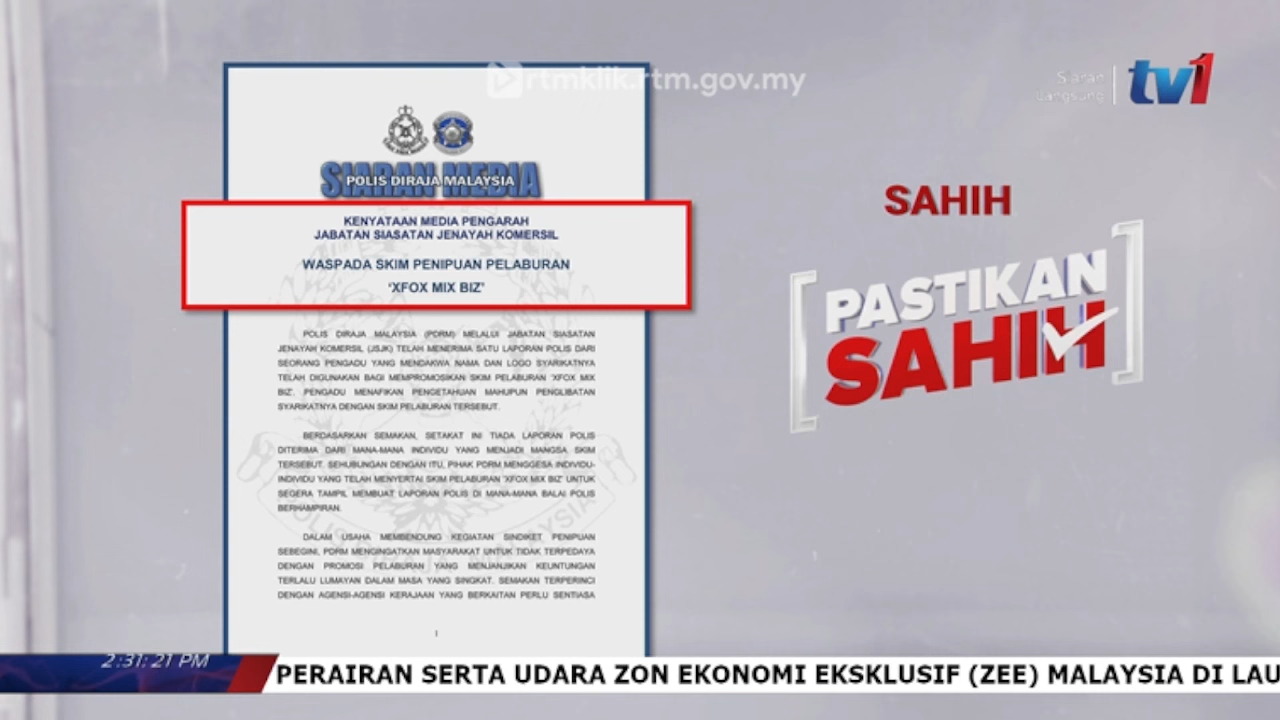 rtmklik.rtm.gov.my
Siaran
Langsung
tv1
SIARAN MEDIA
POLIS DIRAJA MALAYSIA
KENYATAAN MEDIA PENGARAH
JABATAN SIASATAN JENAYAH KOMERSIL
WASPADA SKIM PENIPUAN PELABURAN
‘XFOX MIX BIZ’
POLIS DIRAJA MALAYSIA (PDRM) MELALUI JABATAN SIASATAN
JENAYAH KOMERSIL (JSJK) TELAH MENERIMA SATU LAPORAN POLIS DARI
SEORANG PENGADU YANG MENDAKWA NAMA DAN LOGO SYARIKATNYA
TELAH DIGUNAKAN BAGI MEMPROMOSIKAN SKIM PELABURAN ‘XFOX MIX
BIZ’. PENGADU MENAFIKAN PENGETAHUAN MAHUPUN PENGLIBATAN
SYARIKATNYA DENGAN SKIM PELABURAN TERSEBUT.
BERDASARKAN SEMAKAN, SETAKAT INI TIADA LAPORAN POLIS
DITERIMA DARI MANA-MANA INDIVIDU YANG MENJADI MANGSA SKIM
TERSEBUT. SEHUBUNGAN DENGAN ITU, PIHAK PDRM MENGGESA INDIVIDU-
INDIVIDU YANG TELAH MENYERTAI SKIM PELABURAN ‘XFOX MIX BIZ’ UNTUK
SEGERA TAMPIL MEMBUAT LAPORAN POLIS DI MANA-MANA BALAI POLIS
BERHAMPIRAN.
DALAM USAHA MEMBENDUNG KEGIATAN SINDIKET PENIPUAN
SEBEGINI, PDRM MENGINGATKAN MASYARAKAT UNTUK TIDAK TERPEDAYA
DENGAN PROMOSI PELABURAN YANG MENJANJIKAN KEUNTUNGAN
TERLALU LUMAYAN DALAM MASA YANG SINGKAT. SEMAKAN TERPERINCI
DENGAN AGENSI-AGENSI KERAJAAN YANG BERKAITAN PERLU SENTIASA
1
SAHIH
PASTIKAN
SAHIH
2:31:21 PM
PERAIRAN SERTA UDARA ZON EKONOMI EKSKLUSIF (ZEE) MALAYSIA DI LAU